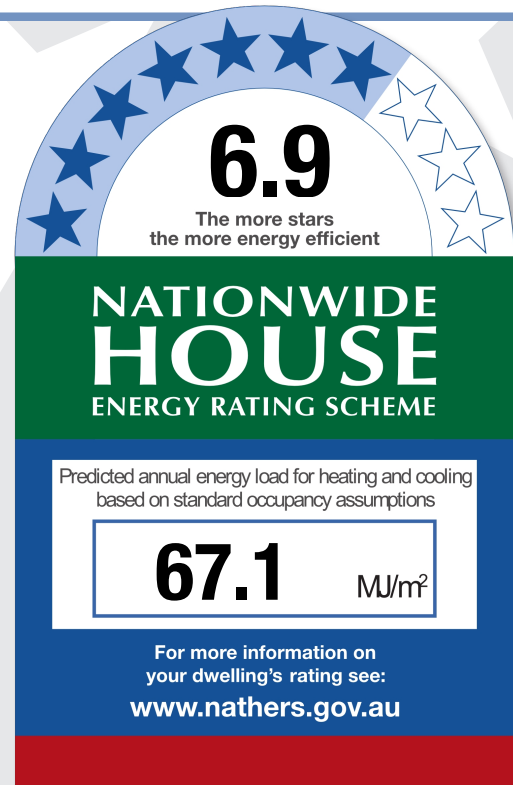 6.9
The more stars
the more energy efficient
NATIONWIDE
HOUSE
ENERGY RATING SCHEME
Predicted annual energy load for heating and cooling
based on standard occupancy assumptions
67.1 MJ/m²
For more information on
your dwelling's rating see:
www.nathers.gov.au